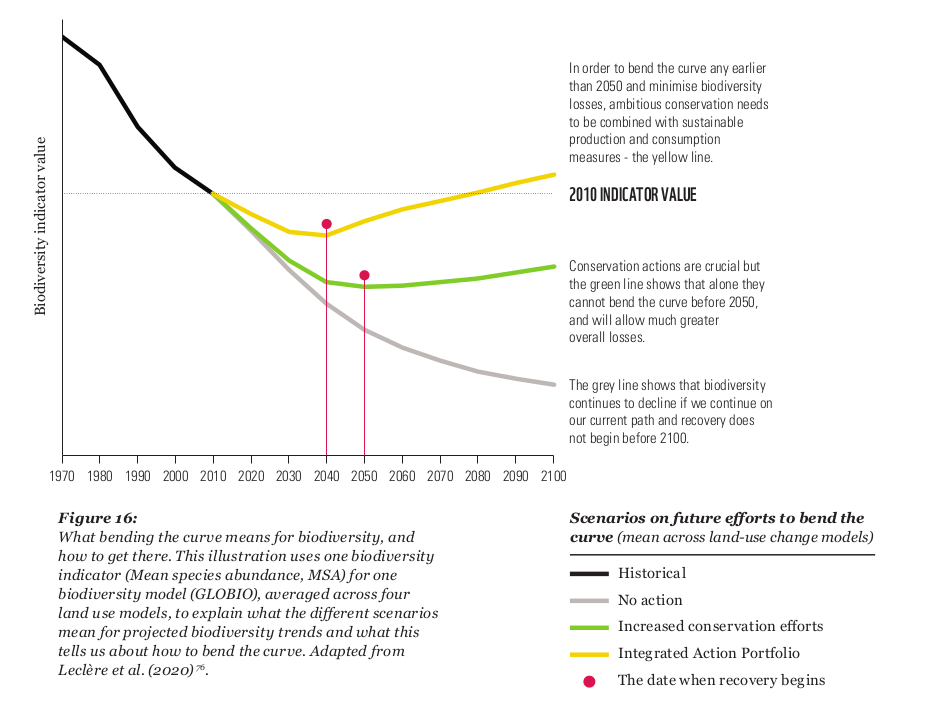 In order to bend the curve any earlier
than 2050 and minimise biodiversity
losses, ambitious conservation needs
to be combined with sustainable
production and consumption
measures - the yellow line.
2010 INDICATOR VALUE
Biodiversity indicator value
Conservation actions are crucial but
the green line shows that alone they
cannot bend the curve before 2050,
and will allow much greater
overall losses.
The grey line shows that biodiversity
continues to decline if we continue on
our current path and recovery does
not begin before 2100.
1970 1980 1990 2000 2010 2020 2030 2040 2050 2060 2070 2080 2090 2100
Figure 16:
What bending the curve means for biodiversity, and
how to get there. This illustration uses one biodiversity
indicator (Mean species abundance, MSA) for one
biodiversity model (GLOBIO), averaged across four
land use models, to explain what the different scenarios
mean for projected biodiversity trends and what this
tells us about how to bend the curve. Adapted from
Leclère et al. (2020)⁷⁶.
Scenarios on future efforts to bend the
curve (mean across land-use change models)
Historical
No action
Increased conservation efforts
Integrated Action Portfolio
The date when recovery begins